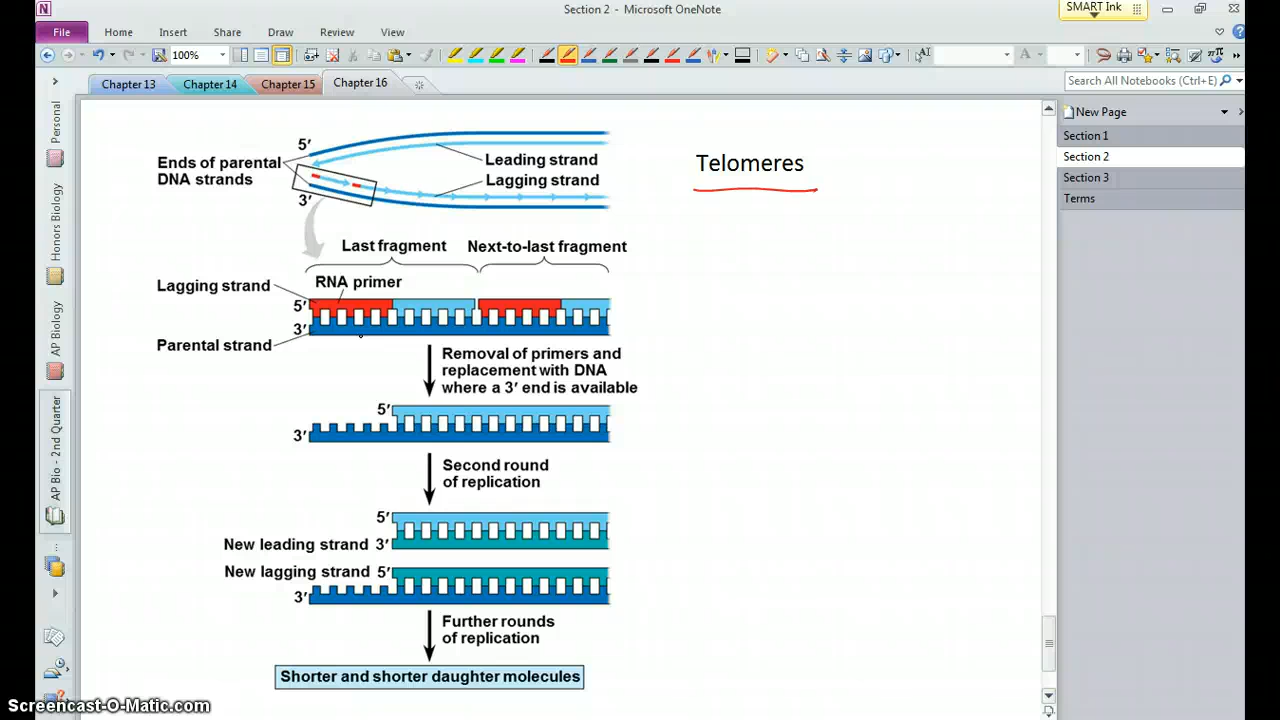 Section 2 - Microsoft OneNote
SMART Ink
File Home Insert Share Draw Review View
100%
Chapter 13 Chapter 14 Chapter 15 Chapter 16
Search All Notebooks (Ctrl+E)
New Page
Section 1
Section 2
Section 3
Terms
Personal
Honors Biology
AP Biology
AP Bio - 2nd Quarter
Telomeres
5'
Ends of parental
DNA strands
3'
Leading strand
Lagging strand
Last fragment
Next-to-last fragment
Lagging strand
RNA primer
5'
3'
Parental strand
Removal of primers and
replacement with DNA
where a 3' end is available
5'
3'
Second round
of replication
5'
New leading strand 3'
New lagging strand 5'
3'
Further rounds
of replication
Shorter and shorter daughter molecules
Screencast-O-Matic.com